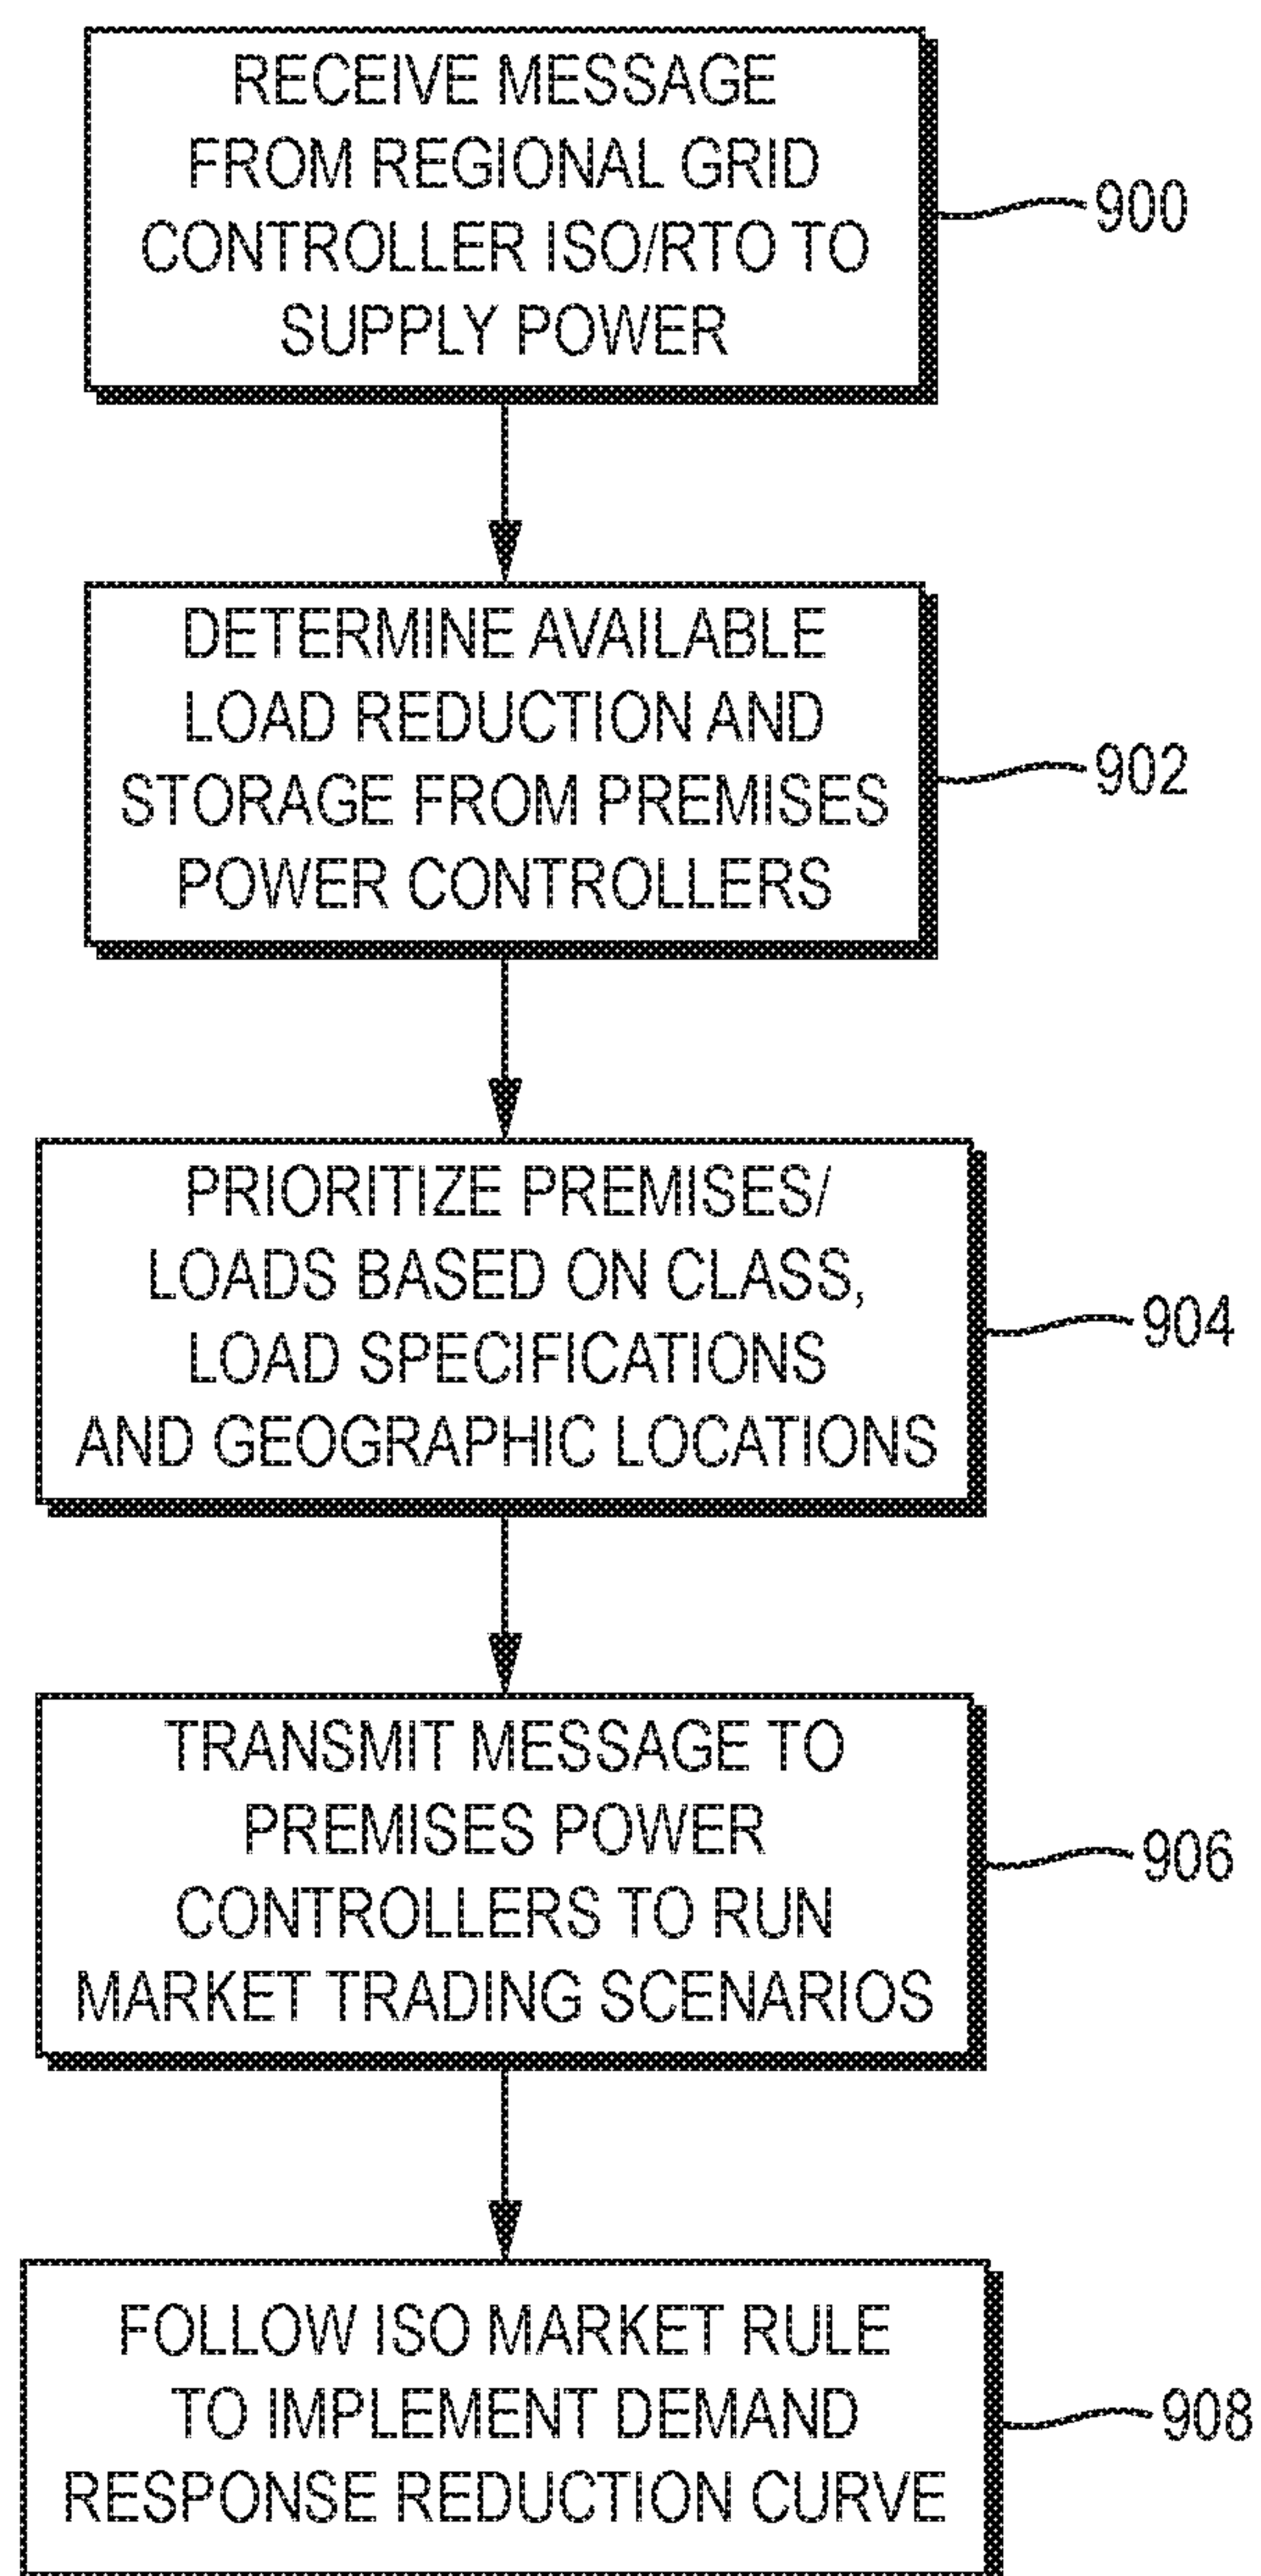 RECEIVE MESSAGE
FROM REGIONAL GRID
CONTROLLER ISO/RTO TO
SUPPLY POWER
900
DETERMINE AVAILABLE
LOAD REDUCTION AND
STORAGE FROM PREMISES
POWER CONTROLLERS
902
PRIORITIZE PREMISES/
LOADS BASED ON CLASS,
LOAD SPECIFICATIONS
AND GEOGRAPHIC LOCATIONS
904
TRANSMIT MESSAGE TO
PREMISES POWER
CONTROLLERS TO RUN
MARKET TRADING SCENARIOS
906
FOLLOW ISO MARKET RULE
TO IMPLEMENT DEMAND
RESPONSE REDUCTION CURVE
908